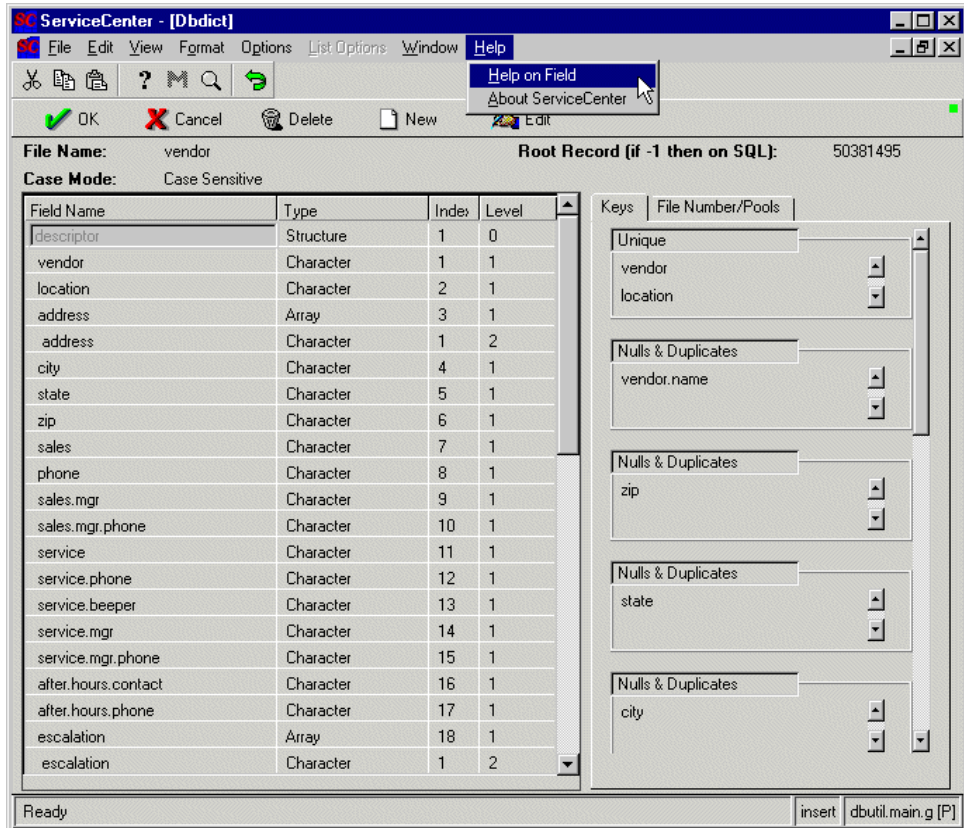 SC ServiceCenter - [Dbdict]
SC File Edit View Format Options List Options Window Help
Help on Field
About ServiceCenter
OK Cancel Delete New Edit
File Name: vendor Root Record (if -1 then on SQL): 50381495
Case Mode: Case Sensitive
Field Name Type Index Level
descriptor Structure 1 0
vendor Character 1 1
location Character 2 1
address Array 3 1
address Character 1 2
city Character 4 1
state Character 5 1
zip Character 6 1
sales Character 7 1
phone Character 8 1
sales.mgr Character 9 1
sales.mgr.phone Character 10 1
service Character 11 1
service.phone Character 12 1
service.beeper Character 13 1
service.mgr Character 14 1
service.mgr.phone Character 15 1
after.hours.contact Character 16 1
after.hours.phone Character 17 1
escalation Array 18 1
escalation Character 1 2
Keys File Number/Pools
Unique
vendor
location
Nulls & Duplicates
vendor.name
Nulls & Duplicates
zip
Nulls & Duplicates
state
Nulls & Duplicates
city
Ready insert dbutil.main.g [P]